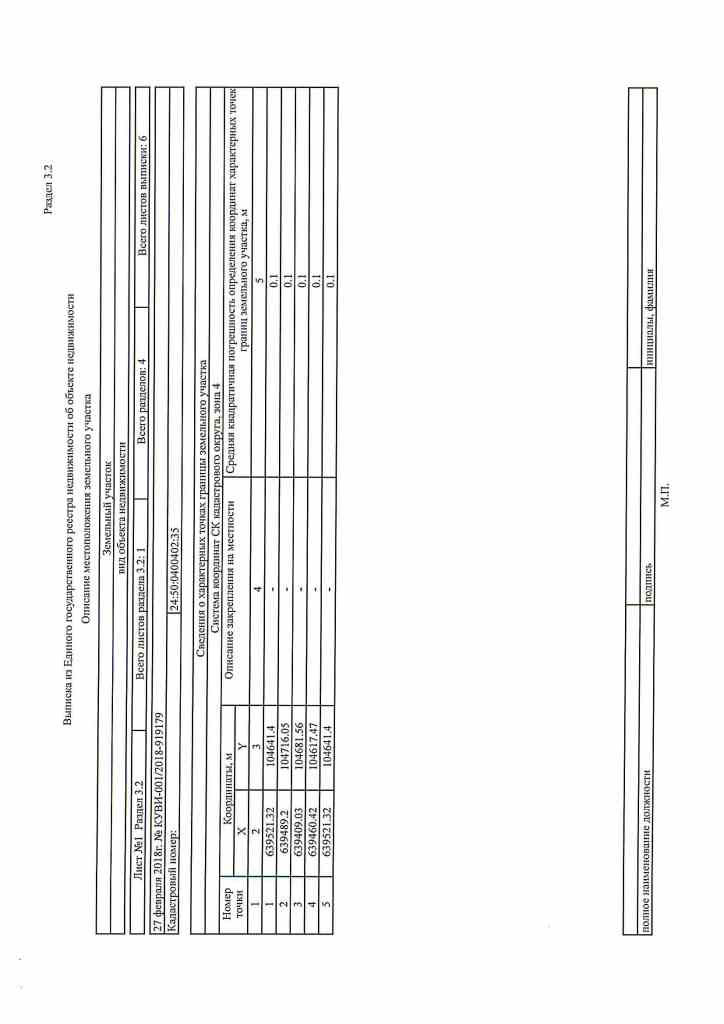 Раздел 3.2
Выписка из Единого государственного реестра недвижимости об объекте недвижимости
Описание местоположения земельного участка
Земельный участок
вид объекта недвижимости
Лист №1 Раздел 3.2 Всего листов раздела 3.2: 1 Всего разделов: 4 Всего листов выписки: 6
27 февраля 2018г. № КУВИ-001/2018-919179
Кадастровый номер: 24:50:0400402:35
Сведения о характерных точках границы земельного участка
Система координат СК кадастрового округа, зона 4
Номер точки Координаты, м Описание закрепления на местности Средняя квадратичная погрешность определения координат характерных точек
границ земельного участка, м
X Y
1 2 3 4 5
1 639521.32 104641.4 - 0.1
2 639489.2 104716.05 - 0.1
3 639409.03 104681.56 - 0.1
4 639460.42 104617.47 - 0.1
5 639521.32 104641.4 - 0.1
полное наименование должности подпись инициалы, фамилия
М.П.